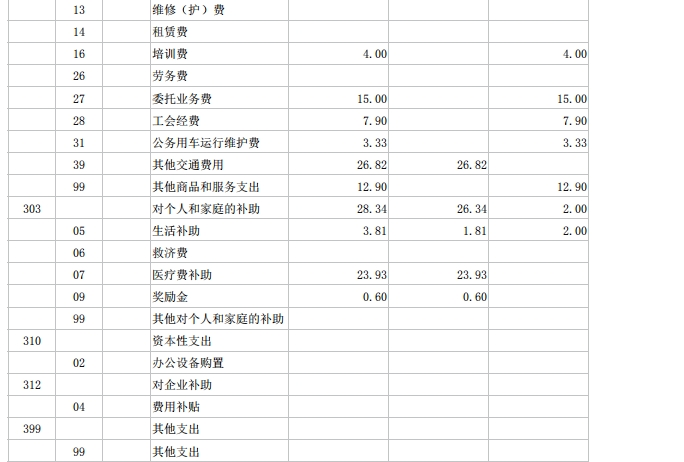 13 维修（护）费
14 租赁费
16 培训费 4.00 4.00
26 劳务费
27 委托业务费 15.00 15.00
28 工会经费 7.90 7.90
31 公务用车运行维护费 3.33 3.33
39 其他交通费用 26.82 26.82
99 其他商品和服务支出 12.90 12.90
303 对个人和家庭的补助 28.34 26.34 2.00
05 生活补助 3.81 1.81 2.00
06 救济费
07 医疗费补助 23.93 23.93
09 奖励金 0.60 0.60
99 其他对个人和家庭的补助
310 资本性支出
02 办公设备购置
312 对企业补助
04 费用补贴
399 其他支出
99 其他支出